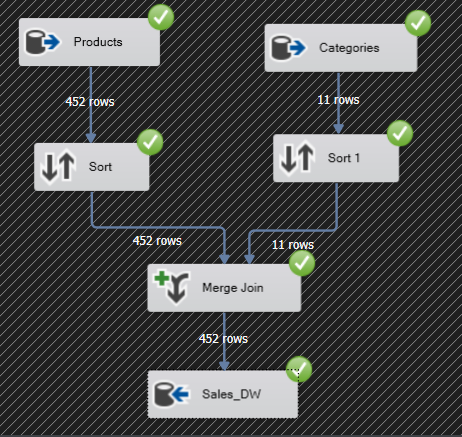 Products
Categories
452 rows
11 rows
Sort
Sort 1
452 rows
11 rows
Merge Join
452 rows
Sales_DW